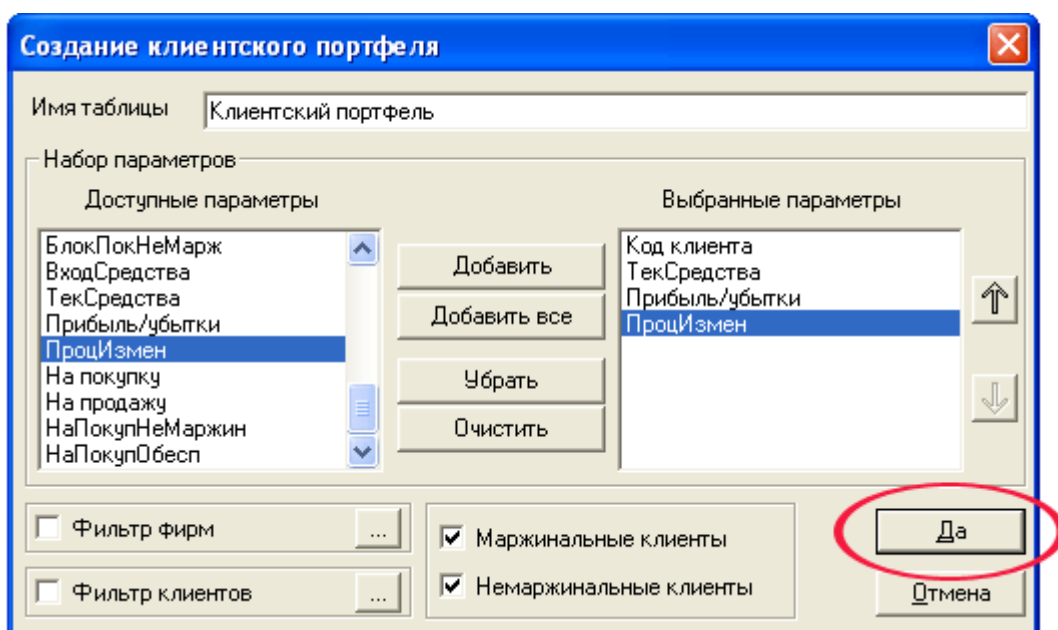 Создание клиентского портфеля
Имя таблицы
Клиентский портфель
Набор параметров
Доступные параметры
БлокПокНеМарж
ВходСредства
ТекСредства
Прибыль/убытки
ПроцИзмен
На покупку
На продажу
НаПокупНеМаржин
НаПокупОбесп
Добавить
Добавить все
Убрать
Очистить
Выбранные параметры
Код клиента
ТекСредства
Прибыль/убытки
ПроцИзмен
Фильтр фирм ...
Фильтр клиентов ...
Маржинальные клиенты
Немаржинальные клиенты
Да
Отмена